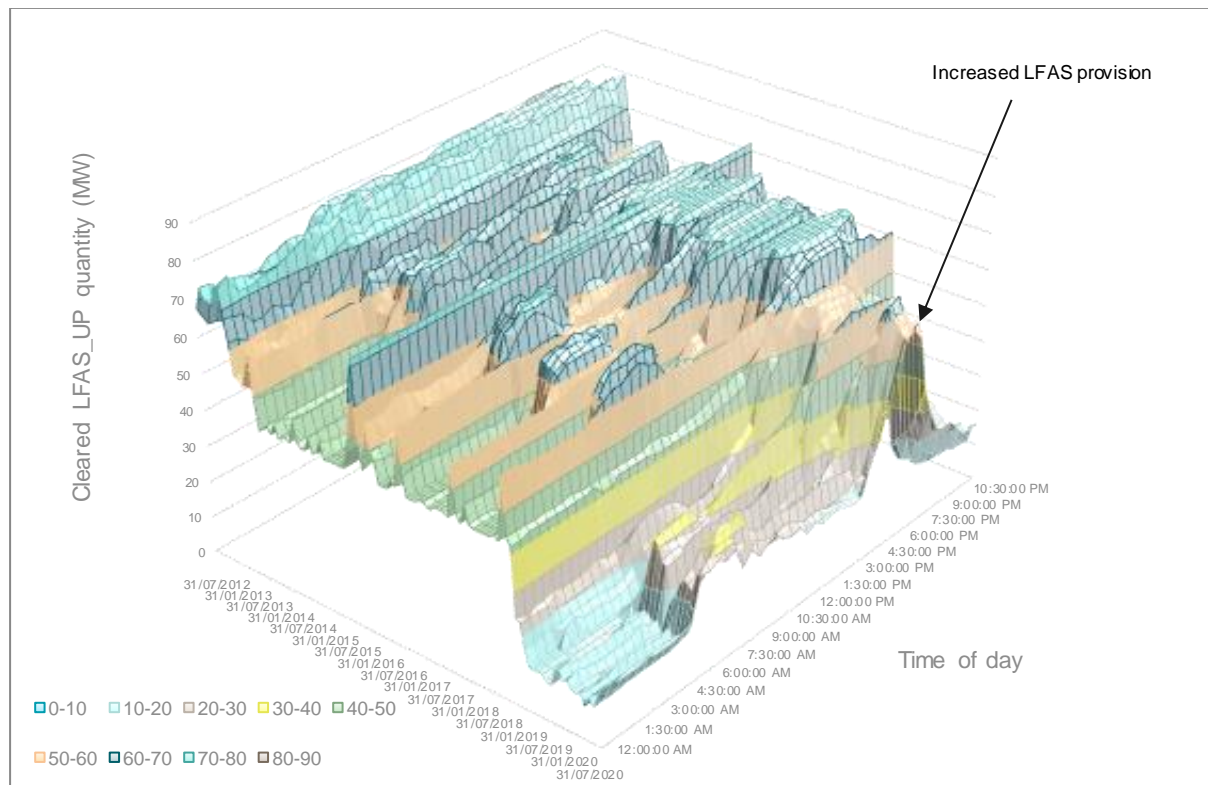 Increased LFAS provision
Cleared LFAS_UP quantity (MW)
90
80
70
60
50
40
30
20
10
0
31/07/2012
31/01/2013
31/07/2013
31/01/2014
31/07/2014
31/01/2015
31/07/2015
31/01/2016
31/07/2016
31/01/2017
31/07/2017
31/01/2018
31/07/2018
31/01/2019
31/07/2019
31/01/2020
31/07/2020
10:30:00 PM
9:00:00 PM
7:30:00 PM
6:00:00 PM
4:30:00 PM
3:00:00 PM
1:30:00 PM
12:00:00 PM
10:30:00 AM
9:00:00 AM
7:30:00 AM
6:00:00 AM
4:30:00 AM
3:00:00 AM
1:30:00 AM
12:00:00 AM
Time of day
0-10 10-20 20-30 30-40 40-50
50-60 60-70 70-80 80-90